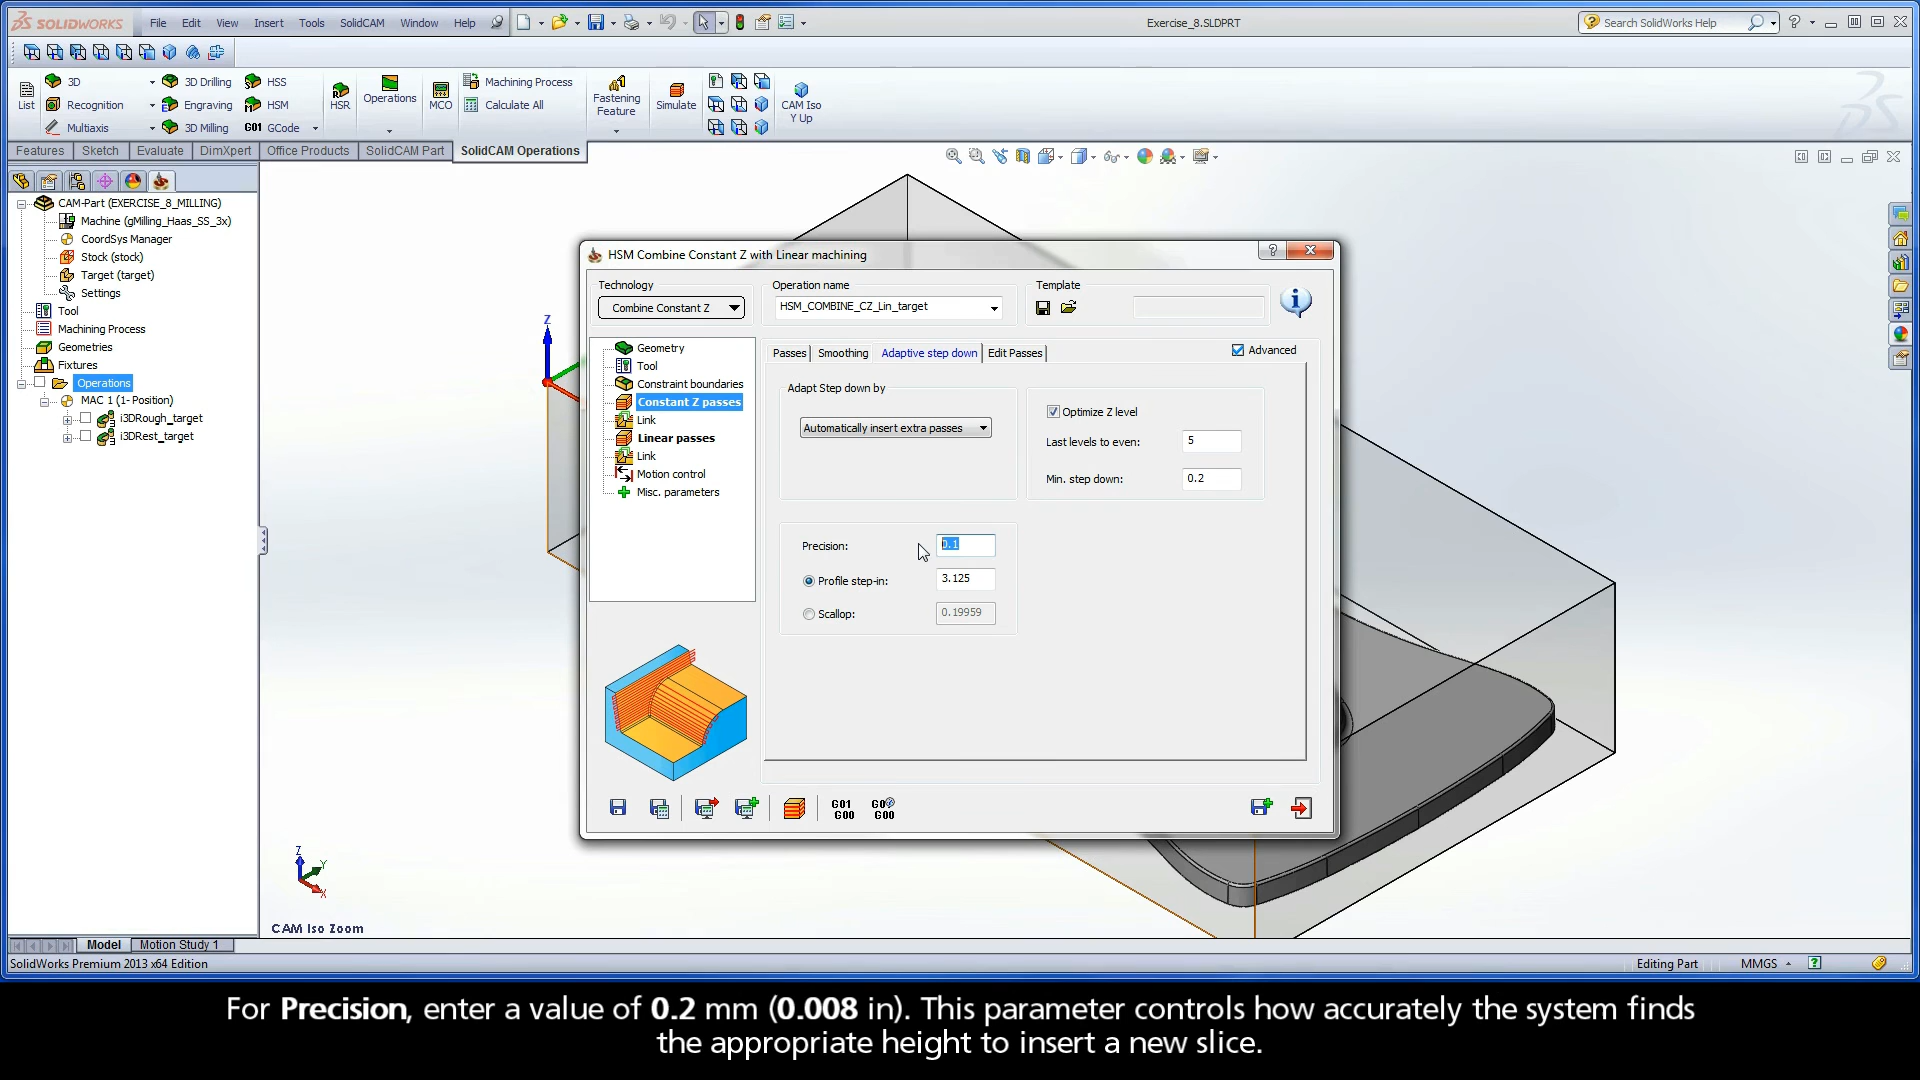 SOLIDWORKS File Edit View Insert Tools SolidCAM Window Help Exercise_8.SLDPRT Search SolidWorks Help
3D 3D Drilling HSS Machining Process
List Recognition Engraving HSM HSR Operations MCO Calculate All Fastening Feature Simulate CAM Iso Y Up
Multiaxis 3D Milling G01 GCode
Features Sketch Evaluate DimXpert Office Products SolidCAM Part SolidCAM Operations
CAM-Part (EXERCISE_8_MILLING)
Machine (gMilling_Haas_SS_3x)
CoordSys Manager
Stock (stock)
Target (target)
Settings
Tool
Machining Process
Geometries
Fixtures
Operations
MAC 1 (1- Position)
i3DRough_target
i3DRest_target
HSM Combine Constant Z with Linear machining
Technology Operation name Template
Combine Constant Z HSM_COMBINE_CZ_Lin_target
Geometry
Tool
Constraint boundaries
Constant Z passes
Link
Linear passes
Link
Motion control
Misc. parameters
Passes Smoothing Adaptive step down Edit Passes Advanced
Adapt Step down by
Automatically insert extra passes
Optimize Z level
Last levels to even: 5
Min. step down: 0.2
Precision: 0.1
Profile step-in: 3.125
Scallop: 0.19959
G01 G00 G0 G00
Z
Z Y X
CAM Iso Zoom
Model Motion Study 1
SolidWorks Premium 2013 x64 Edition Editing Part MMGS
For Precision, enter a value of 0.2 mm (0.008 in). This parameter controls how accurately the system finds
the appropriate height to insert a new slice.